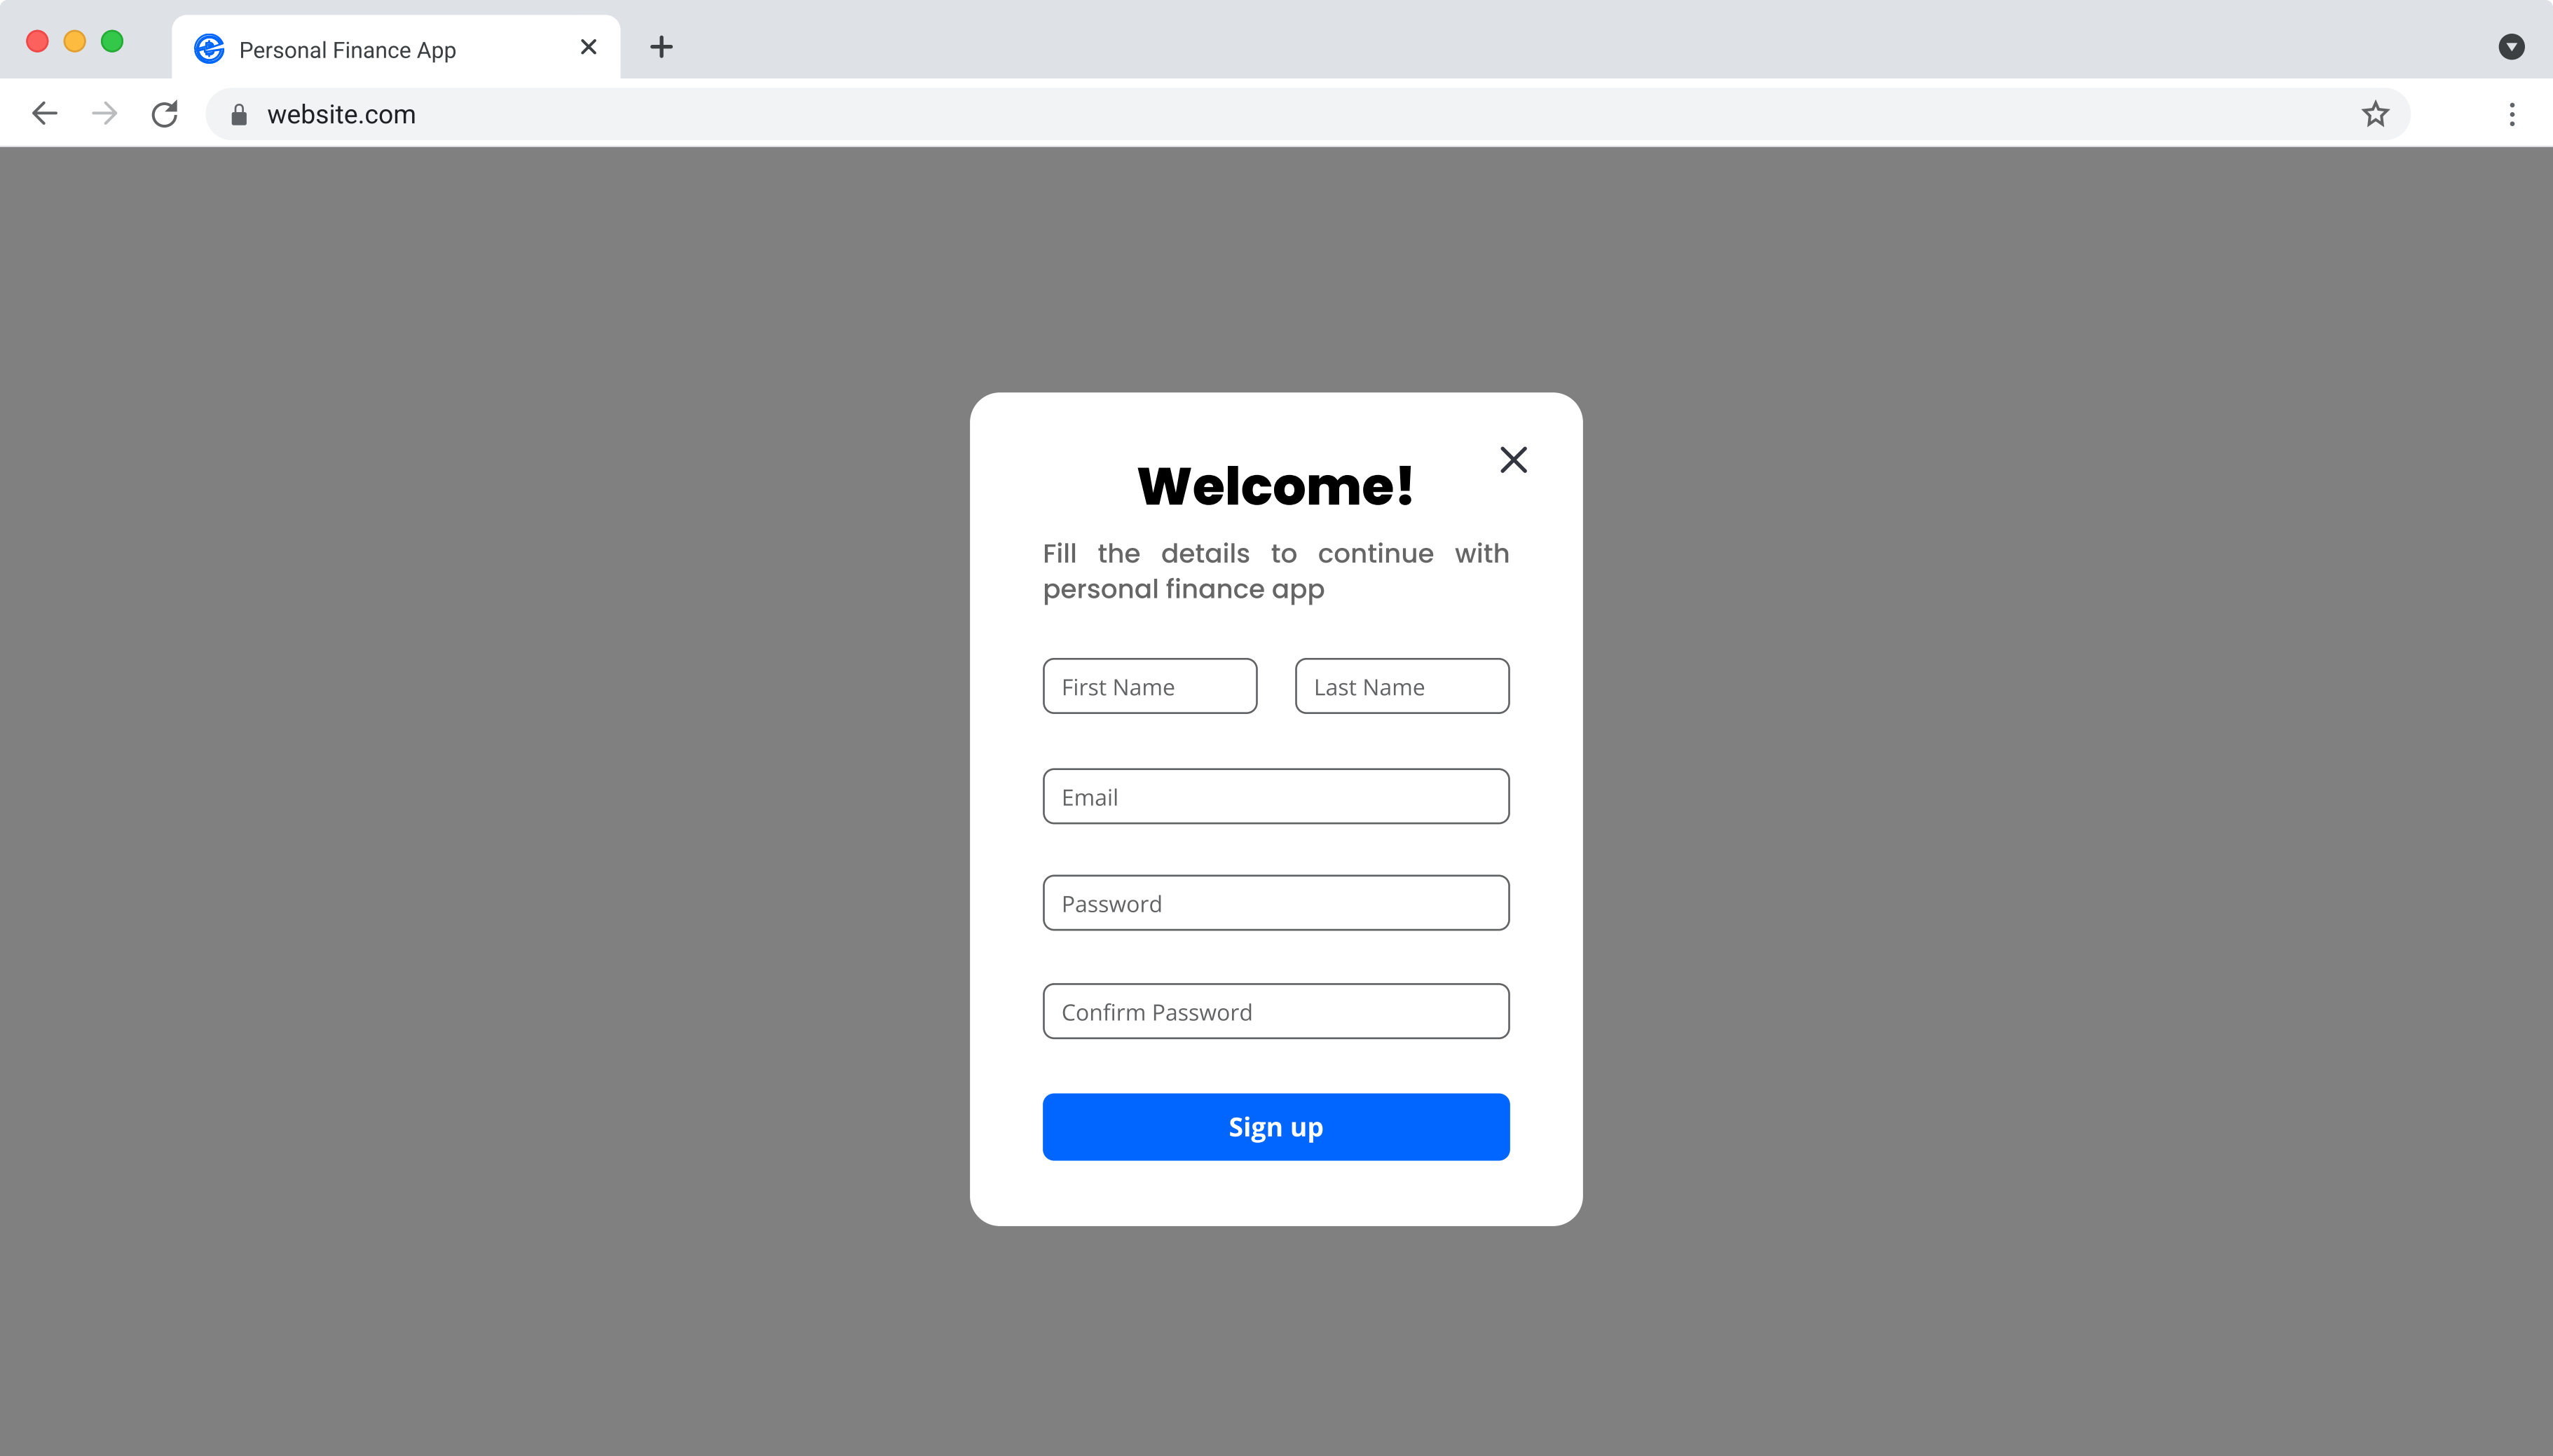 Personal Finance App
website.com
Welcome!
Fill the details to continue with
personal finance app
First Name
Last Name
Email
Password
Confirm Password
Sign up